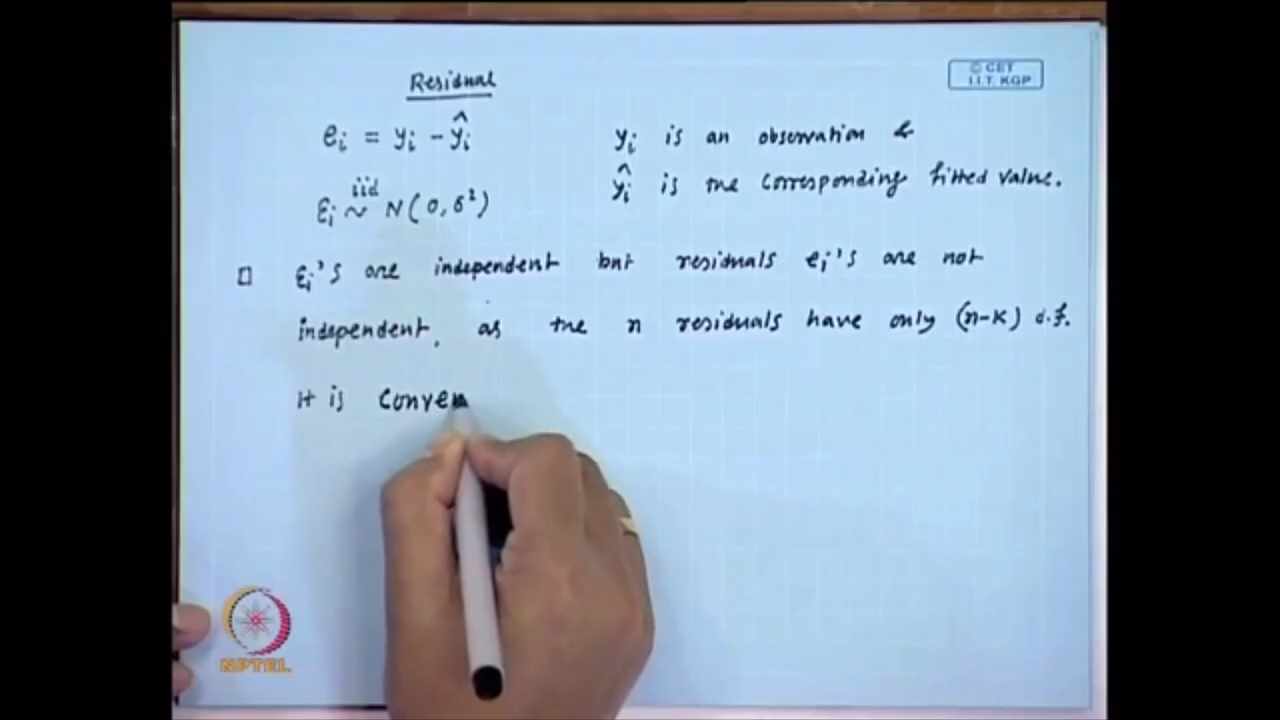 Residual
© CET
I.I.T. KGP
eᵢ = yᵢ - ŷᵢ
yᵢ is an observation &
ŷᵢ is the corresponding fitted value.
εᵢ iid ~ N(0, σ²)
□ εᵢ's are independent but residuals eᵢ's are not
independent, as the n residuals have only (n-k) d.f.
It is Conven
NPTEL